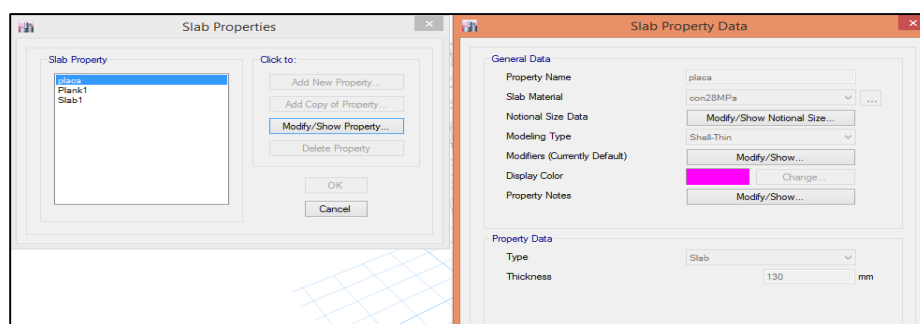 Slab Properties
Slab Property
placa
Plank1
Slab1
Click to:
Add New Property...
Add Copy of Property...
Modify/Show Property...
Delete Property
OK
Cancel
Slab Property Data
General Data
Property Name placa
Slab Material con28MPa ...
Notional Size Data Modify/Show Notional Size...
Modeling Type Shell-Thin
Modifiers (Currently Default) Modify/Show...
Display Color Change...
Property Notes Modify/Show...
Property Data
Type Slab
Thickness 130 mm